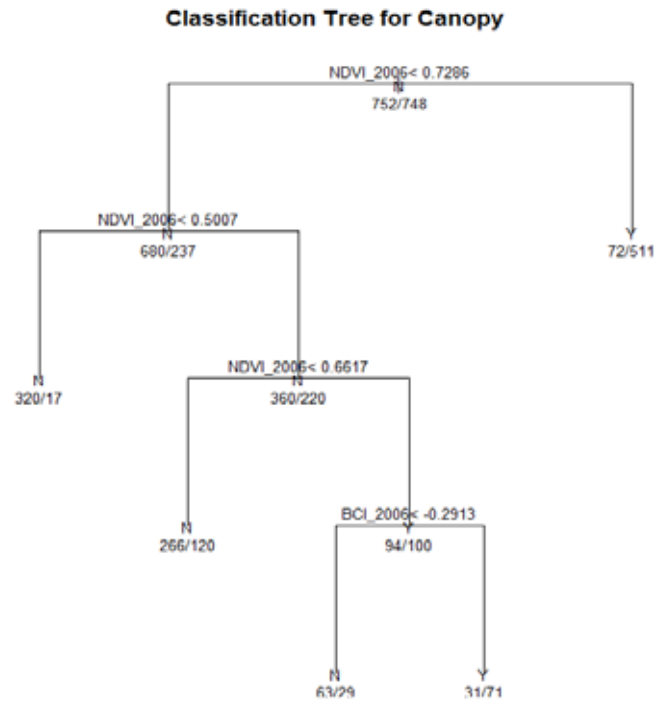 Classification Tree for Canopy
NDVI_2006< 0.7286
N
752/748
NDVI_2006< 0.5007
N
680/237
Y
72/511
N
320/17
NDVI_2006< 0.6617
N
360/220
N
266/120
BCI_2006< -0.2913
Y
94/100
N
63/29
Y
31/71